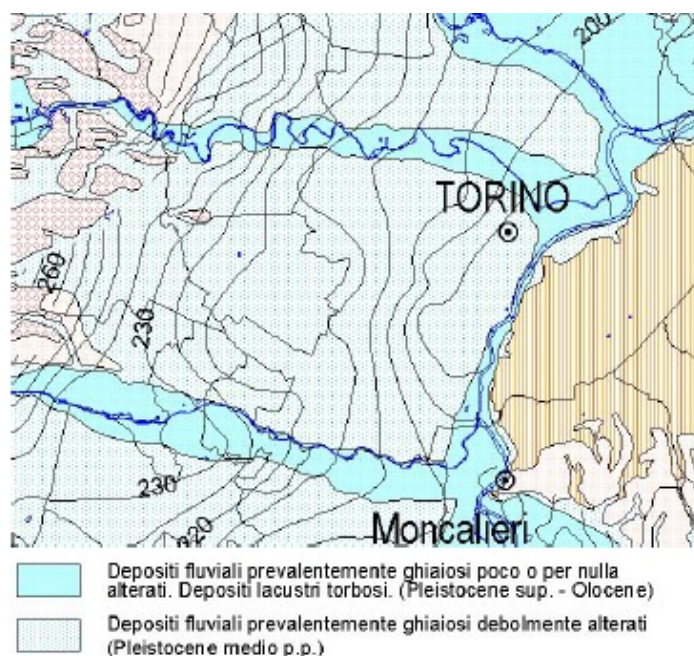 200
TORINO
260
230
230
220
Moncalieri
Depositi fluviali prevalentemente ghiaiosi poco o per nulla
alterati. Depositi lacustri torbosi. (Pleistocene sup. - Olocene)
Depositi fluviali prevalentemente ghiaiosi debolmente alterati
(Pleistocene medio p.p.)